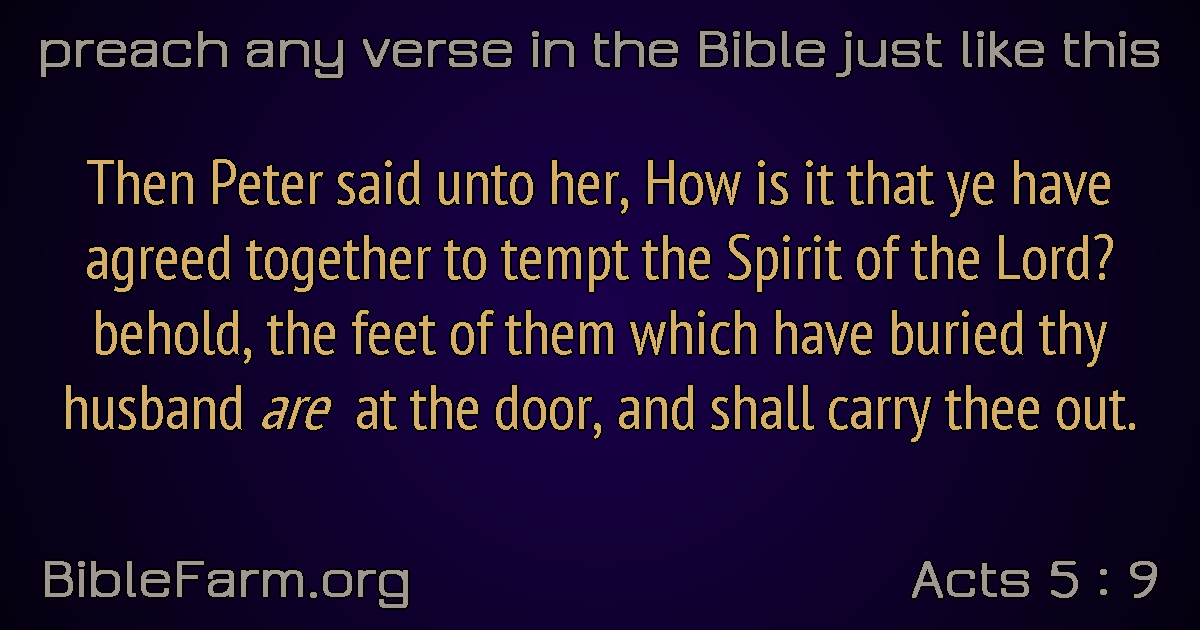 preach any verse in the Bible just like this
Then Peter said unto her, How is it that ye have
agreed together to tempt the Spirit of the Lord?
behold, the feet of them which have buried thy
husband are at the door, and shall carry thee out.
BibleFarm.org
Acts 5 : 9